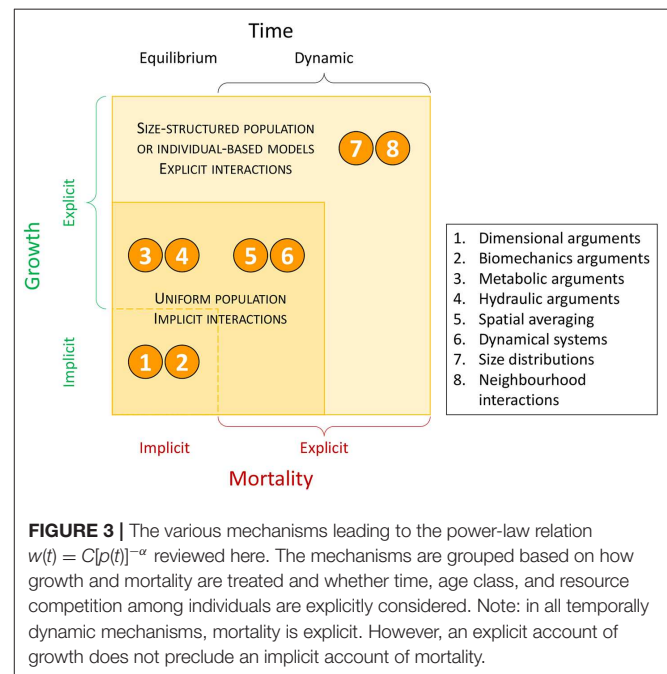 Time
Equilibrium Dynamic
SIZE-STRUCTURED POPULATION
OR INDIVIDUAL-BASED MODELS
EXPLICIT INTERACTIONS
7 8
Growth
Explicit
Implicit
3 4 5 6
UNIFORM POPULATION
IMPLICIT INTERACTIONS
1 2
Implicit Explicit
Mortality
1. Dimensional arguments
2. Biomechanics arguments
3. Metabolic arguments
4. Hydraulic arguments
5. Spatial averaging
6. Dynamical systems
7. Size distributions
8. Neighbourhood
interactions
FIGURE 3 | The various mechanisms leading to the power-law relation
w(t) = C[p(t)]^−α reviewed here. The mechanisms are grouped based on how
growth and mortality are treated and whether time, age class, and resource
competition among individuals are explicitly considered. Note: in all temporally
dynamic mechanisms, mortality is explicit. However, an explicit account of
growth does not preclude an implicit account of mortality.